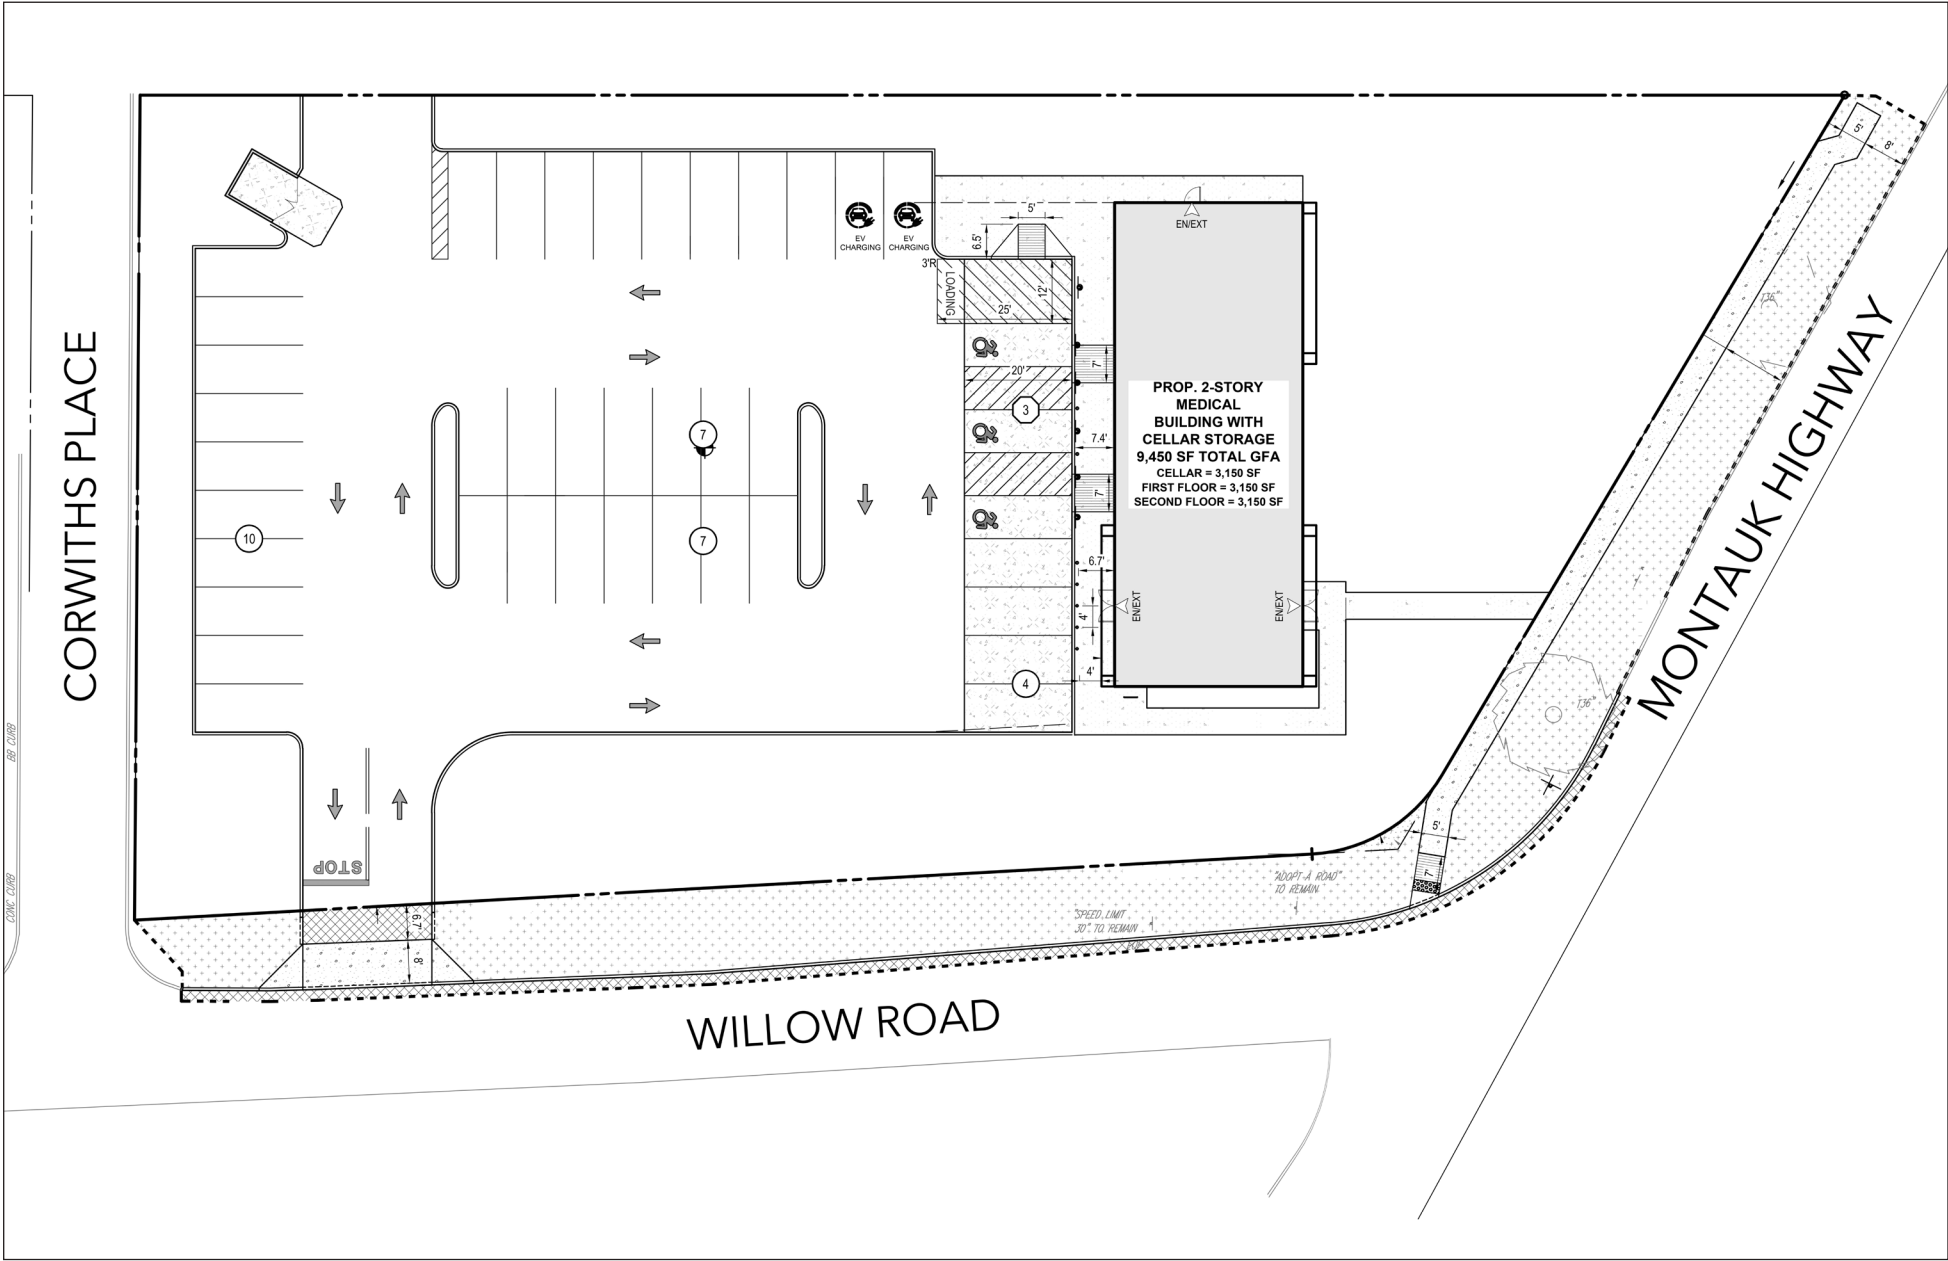 EV
CHARGING
EV
CHARGING
5'
6.5'
3'R
LOADING
12'
25'
20'
3
7'
7.4'
7'
6.7'
4'
4'
4
EN/EXT
EN/EXT
EN/EXT
PROP. 2-STORY
MEDICAL
BUILDING WITH
CELLAR STORAGE
9,450 SF TOTAL GFA
CELLAR = 3,150 SF
FIRST FLOOR = 3,150 SF
SECOND FLOOR = 3,150 SF
5'
8'
T36"
T36"
MONTAUK HIGHWAY
CORWITHS PLACE
10
7
7
STOP
BB CURB
CONC CURB
6.7'
8'
5'
7'
"ADOPT-A ROAD"
TO REMAIN
"SPEED LIMIT
30" TO REMAIN
WILLOW ROAD